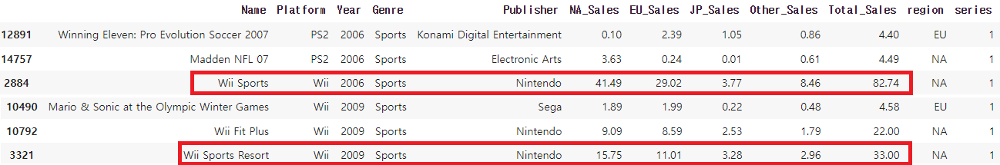 Name Platform Year Genre Publisher NA_Sales EU_Sales JP_Sales Other_Sales Total_Sales region series
12891 Winning Eleven: Pro Evolution Soccer 2007 PS2 2006 Sports Konami Digital Entertainment 0.10 2.39 1.05 0.86 4.40 EU 1
14757 Madden NFL 07 PS2 2006 Sports Electronic Arts 3.63 0.24 0.01 0.61 4.49 NA 1
2884 Wii Sports Wii 2006 Sports Nintendo 41.49 29.02 3.77 8.46 82.74 NA 1
10490 Mario & Sonic at the Olympic Winter Games Wii 2009 Sports Sega 1.89 1.99 0.22 0.48 4.58 EU 1
10792 Wii Fit Plus Wii 2009 Sports Nintendo 9.09 8.59 2.53 1.79 22.00 NA 1
3321 Wii Sports Resort Wii 2009 Sports Nintendo 15.75 11.01 3.28 2.96 33.00 NA 1